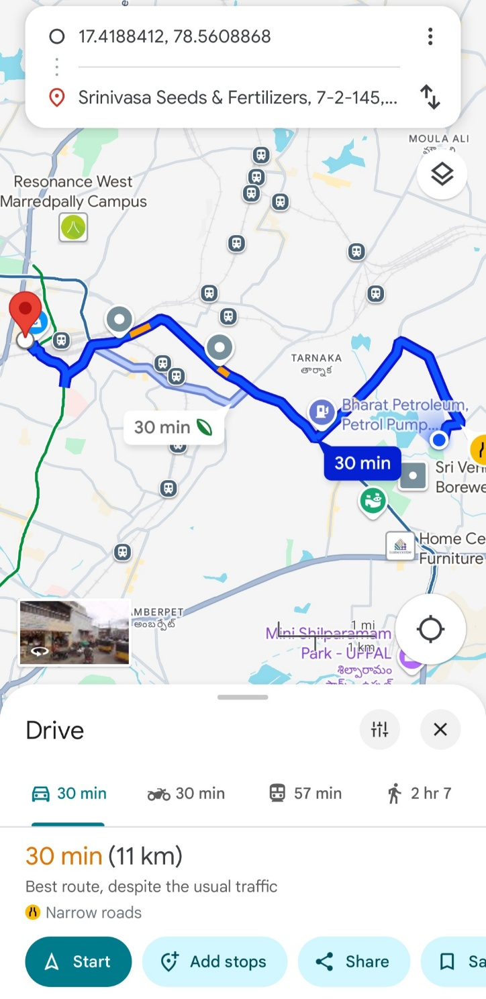 17.4188412, 78.5608868
Srinivasa Seeds & Fertilizers, 7-2-145,...
MOULA ALI
Resonance West
Marredpally Campus
TARNAKA
తార్నాక
Bharat Petroleum,
Petrol Pump...
30 min
30 min
Sri Ven
Borewe
Home Ce
Furniture
homecentre
AMBERPET
అంబర్పేట్
1 mi
1 km
Mini Shilparamam
Park - UPPAL
శిల్పారామం
Drive
30 min
30 min
57 min
2 hr 7
30 min (11 km)
Best route, despite the usual traffic
Narrow roads
Start
Add stops
Share
Sa